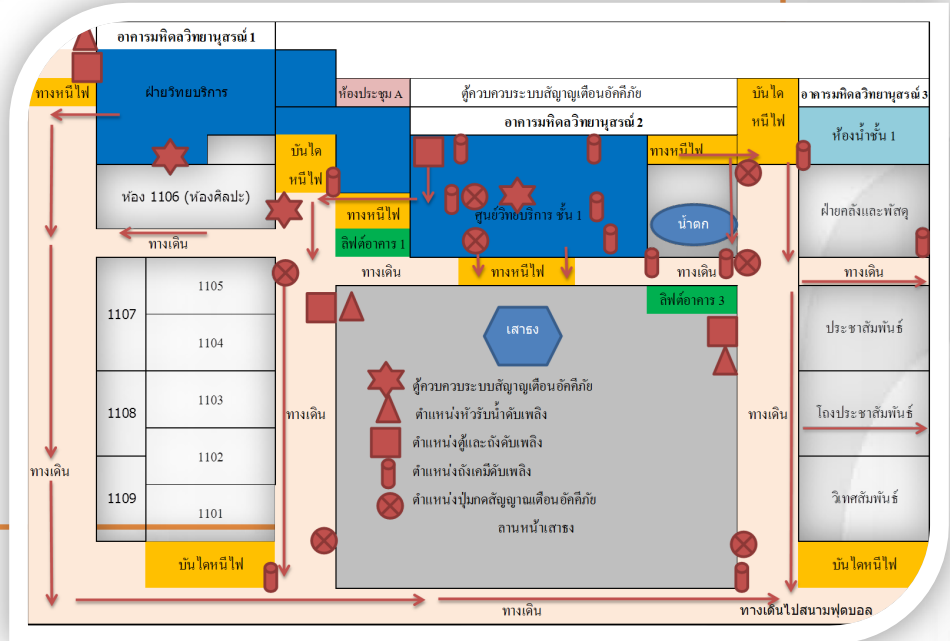 อาคารมหิดลวิทยานุสรณ์ 1
ทางหนีไฟ
ฝ่ายวิทยบริการ
ห้องประชุม A
ตู้ควบควบระบบสัญาญเตือนอัคคีภัย
บันได
หนีไฟ
อาคารมหิดลวิทยานุสรณ์ 3
อาคารมหิดลวิทยานุสรณ์ 2
ห้องน้ำชั้น 1
บันได
หนีไฟ
ทางหนีไฟ
ห้อง 1106 (ห้องศิลปะ)
ทางหนีไฟ
ศูนย์วิทยบริการ ชั้น 1
น้ำตก
ฝ่ายคลังและพัสดุ
ทางเดิน
ลิฟต์อาคาร 1
ทางเดิน
ทางหนีไฟ
ทางเดิน
ทางเดิน
1105
1107
1104
ลิฟต์อาคาร 3
เสาธง
ประชาสัมพันธ์
ตู้ควบควบระบบสัญาญเตือนอัคคีภัย
1103
1108
ทางเดิน
ตำแหน่งหัวรับน้ำดับเพลิง
ทางเดิน
โถงประชาสัมพันธ์
ตำแหน่งตู้และถังดับเพลิง
1102
ทางเดิน
ตำแหน่งถังเคมีดับเพลิง
1109
1101
ตำแหน่งปุ่มกดสัญญาณเตือนอัคคีภัย
วิเทศสัมพันธ์
ลานหน้าเสาธง
บันไดหนีไฟ
บันไดหนีไฟ
ทางเดิน
ทางเดินไปสนามฟุตบอล